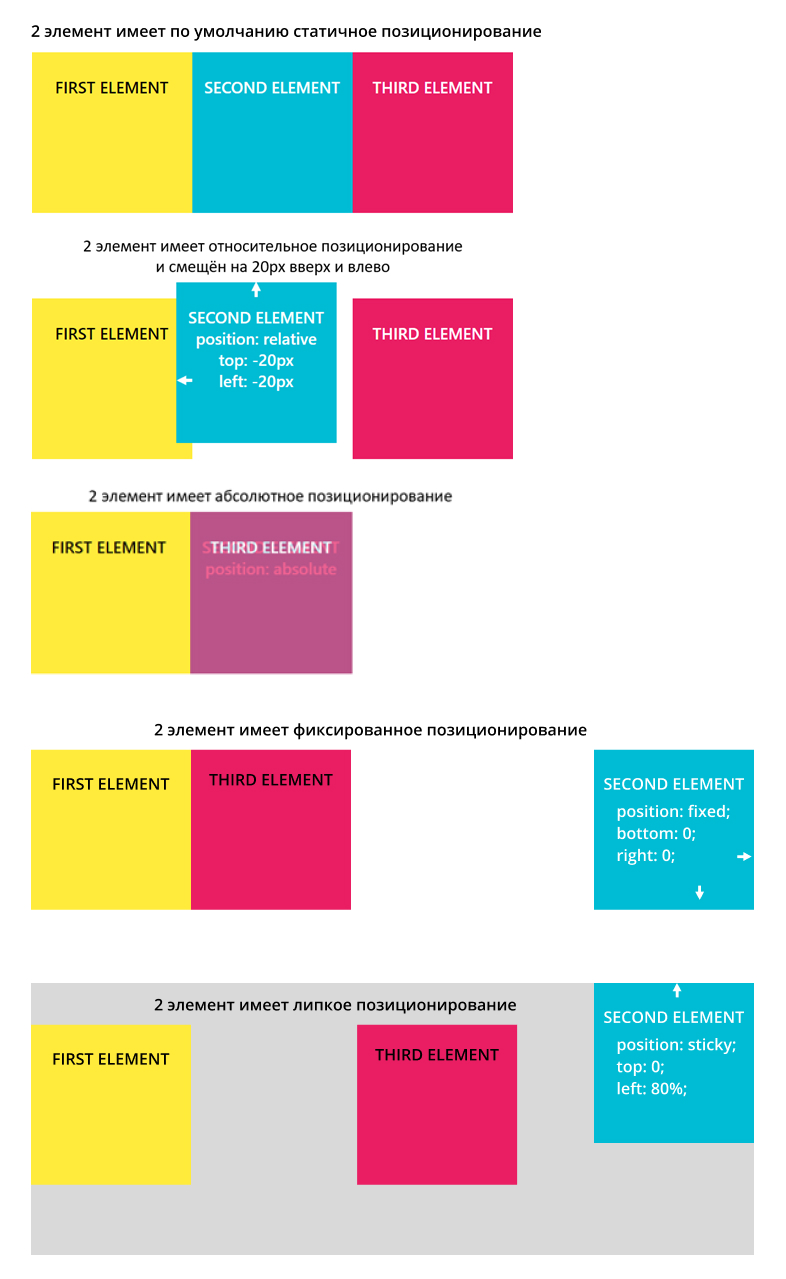 2 элемент имеет по умолчанию статичное позиционирование
FIRST ELEMENT
SECOND ELEMENT
THIRD ELEMENT
2 элемент имеет относительное позиционирование
и смещён на 20px вверх и влево
FIRST ELEMENT
SECOND ELEMENT
position: relative
top: -20px
left: -20px
THIRD ELEMENT
2 элемент имеет абсолютное позиционирование
FIRST ELEMENT
THIRD ELEMENT
position: absolute
2 элемент имеет фиксированное позиционирование
FIRST ELEMENT
THIRD ELEMENT
SECOND ELEMENT
position: fixed;
bottom: 0;
right: 0;
2 элемент имеет липкое позиционирование
FIRST ELEMENT
THIRD ELEMENT
SECOND ELEMENT
position: sticky;
top: 0;
left: 80%;